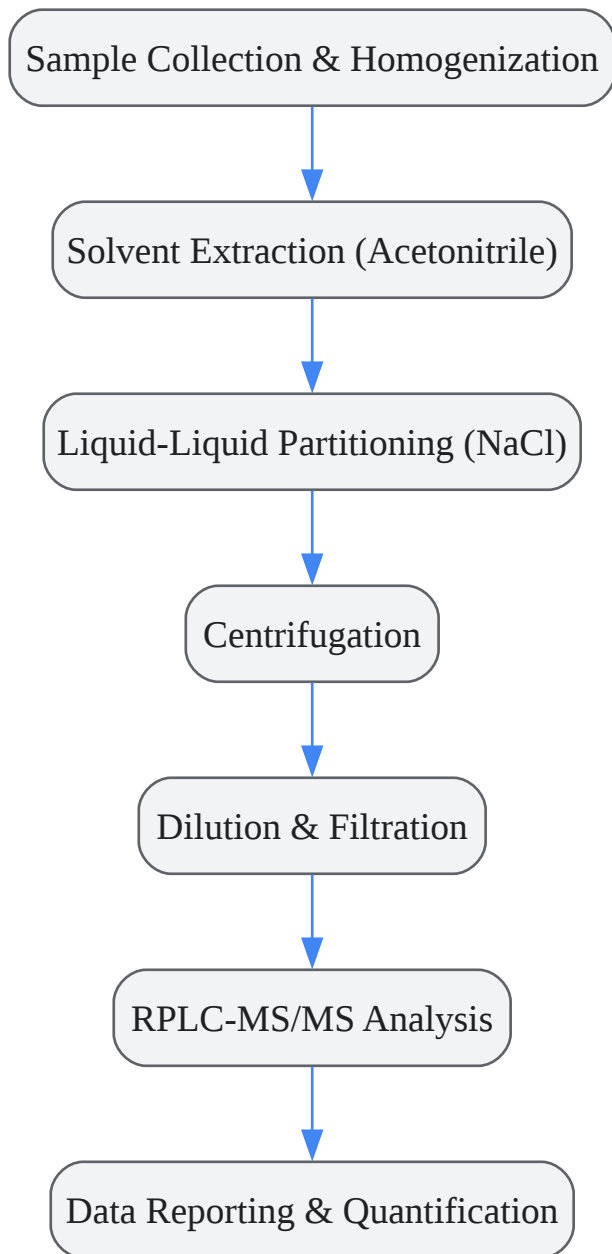 Sample Collection & Homogenization
Solvent Extraction (Acetonitrile)
Liquid-Liquid Partitioning (NaCl)
Centrifugation
Dilution & Filtration
RPLC-MS/MS Analysis
Data Reporting & Quantification